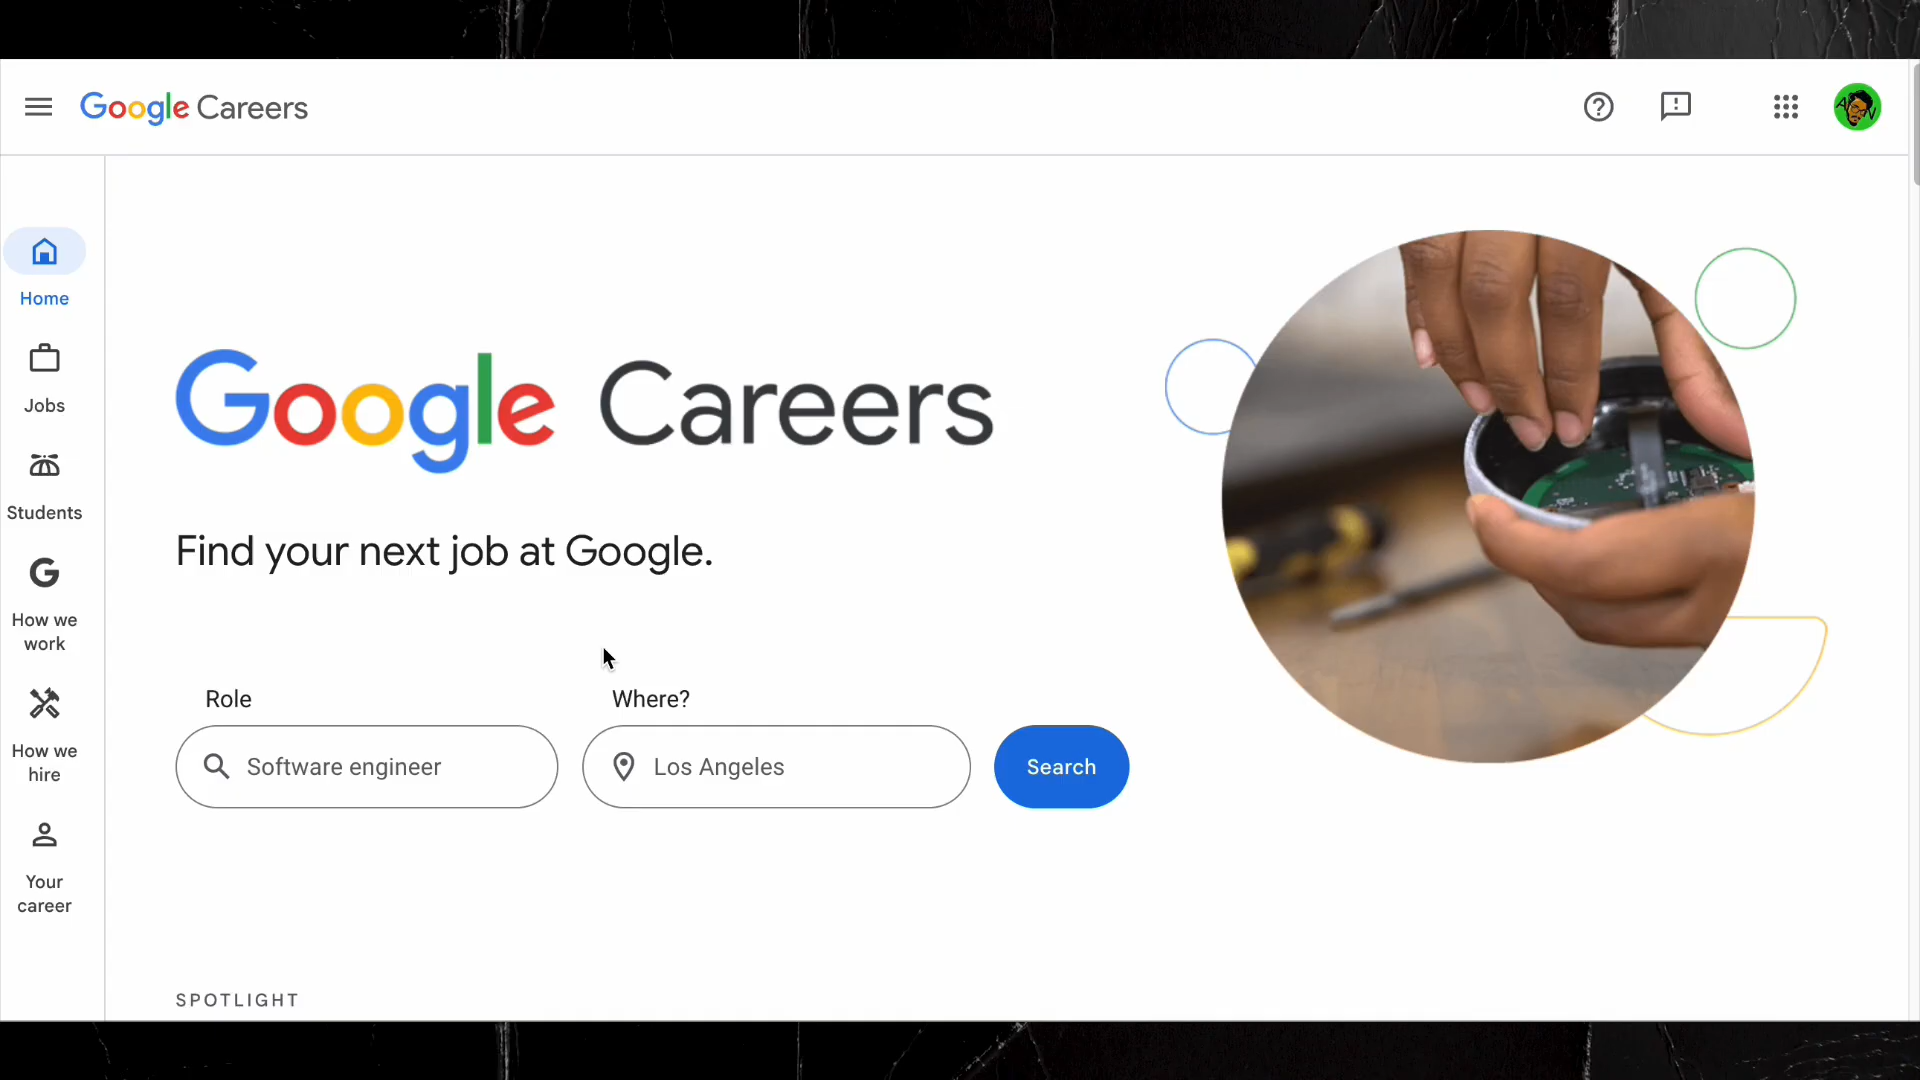 Google Careers
Home
Jobs
Students
How we
work
How we
hire
Your
career
Google Careers
Find your next job at Google.
Role
Where?
Software engineer
Los Angeles
Search
SPOTLIGHT